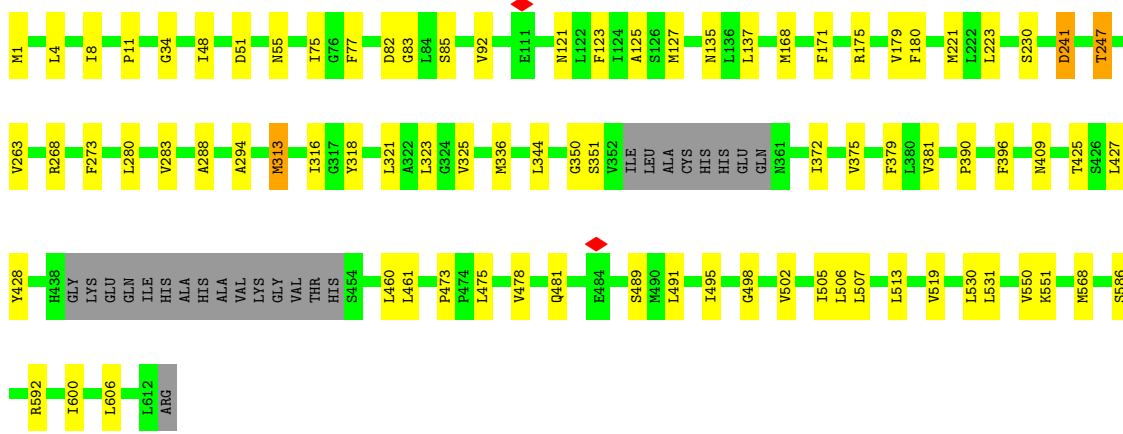 M1 L4 I8 P11 G34 I48 D51 N55 I75 G76 F77 D82 G83 L84 S85 V92 E111 N121 L122 F123 I124 A125 S126 M127 N135 L136 L137 M168 F171 R175 V179 F180 M221 L222 L223 S230 D241 T247
V263 R268 F273 L280 V283 A288 A294 M313 I316 G317 Y318 L321 A322 L323 G324 V325 M336 L344 G350 S351 V352 ILE LEU ALA CYS HIS HIS GLU GLN N361 I372 V375 F379 L380 V381 P390 F396 N409 T425 S426 L427
Y428 H438 GLY LYS GLU GLN ILE HIS ALA HIS ALA VAL LYS GLY VAL THR HIS S454 L460 L461 P473 P474 L475 V478 Q481 E484 S489 M490 L491 I495 G498 V502 I505 L506 L507 L513 V519 L530 L531 V550 K551 M568 S586
R592 I600 L606 L612 ARG